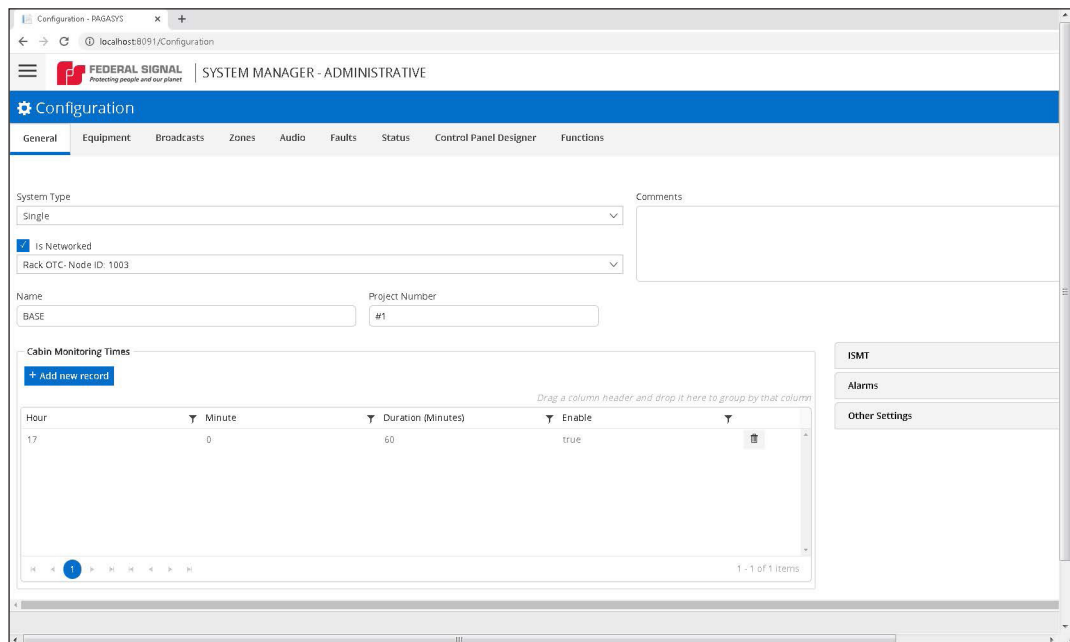 Configuration - PAGASYS
localhost:8091/Configuration
FEDERAL SIGNAL
Protecting people and our planet
SYSTEM MANAGER - ADMINISTRATIVE
Configuration
General Equipment Broadcasts Zones Audio Faults Status Control Panel Designer Functions
System Type
Comments
Single
Is Networked
Rack OTC- Node ID: 1003
Name
Project Number
BASE
#1
Cabin Monitoring Times
+ Add new record
Drag a column header and drop it here to group by that column
Hour Minute Duration (Minutes) Enable
17 0 60 true
1
1 - 1 of 1 items
ISMT
Alarms
Other Settings